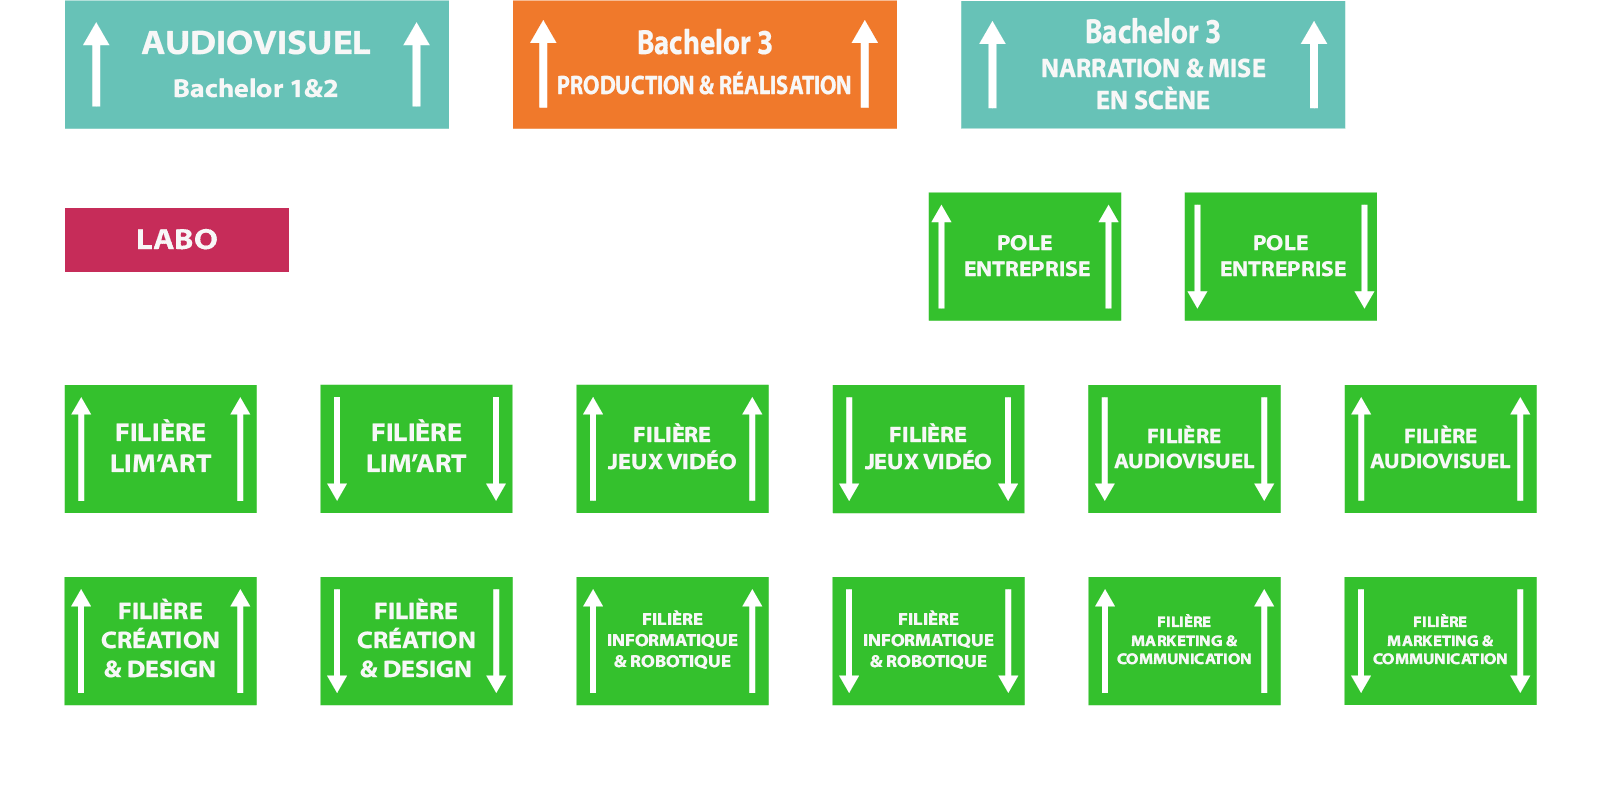 AUDIOVISUEL
Bachelor 1&2
Bachelor 3
PRODUCTION & RÉALISATION
Bachelor 3
NARRATION & MISE
EN SCÈNE
LABO
POLE
ENTREPRISE
POLE
ENTREPRISE
FILIÈRE
LIM'ART
FILIÈRE
LIM'ART
FILIÈRE
JEUX VIDÉO
FILIÈRE
JEUX VIDÉO
FILIÈRE
AUDIOVISUEL
FILIÈRE
AUDIOVISUEL
FILIÈRE
CRÉATION
& DESIGN
FILIÈRE
CRÉATION
& DESIGN
FILIÈRE
INFORMATIQUE
& ROBOTIQUE
FILIÈRE
INFORMATIQUE
& ROBOTIQUE
FILIÈRE
MARKETING &
COMMUNICATION
FILIÈRE
MARKETING &
COMMUNICATION